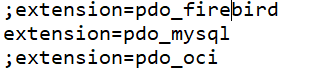 ;extension=pdo_firebird
extension=pdo_mysql
;extension=pdo_oci